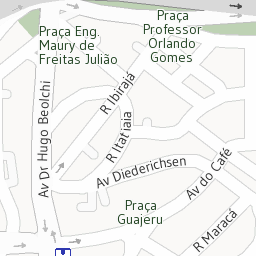 Praça
Professor
Orlando
Gomes
Praça Eng.
Maury de
Freitas Julião
R Ibirajá
R Itatiaia
Av Dr Hugo Beolchi
Av Diederichsen
Av do Café
Praça
Guajeru
R Maracá